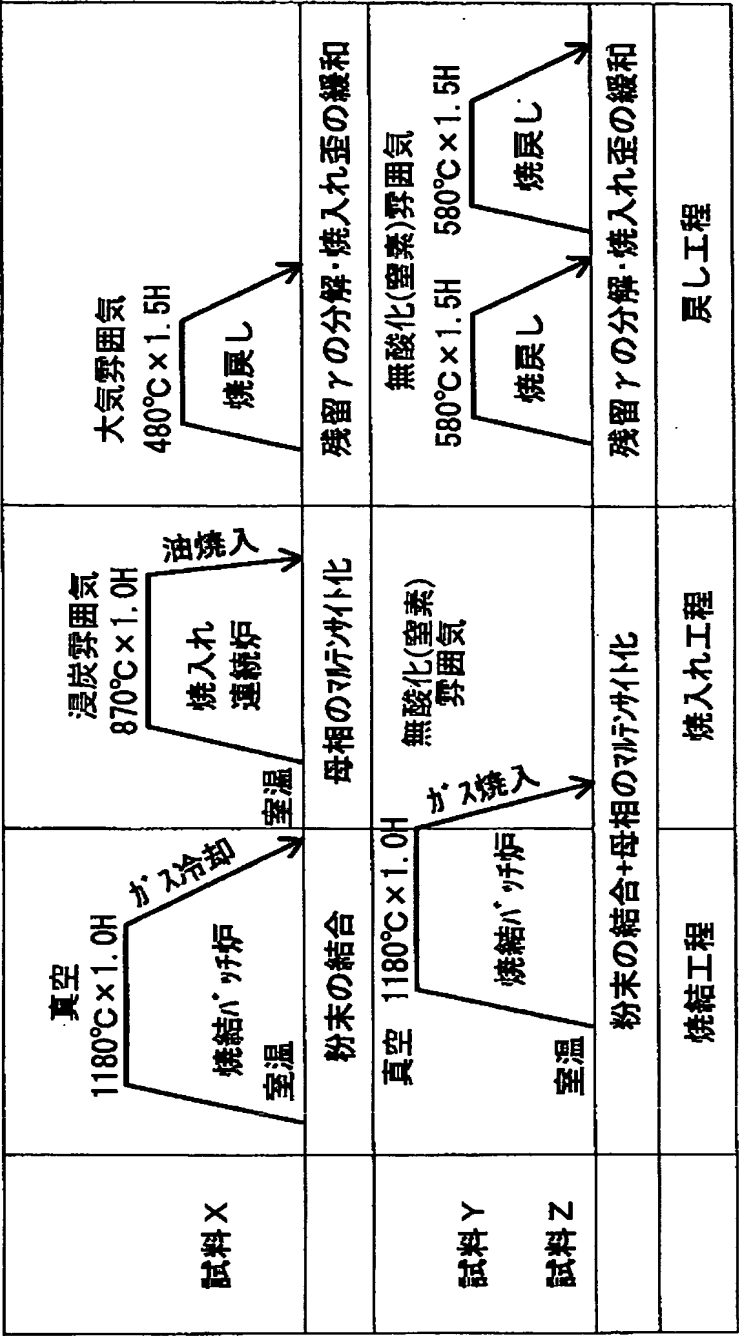 試料X
真空
1180℃×1.0H
ガス冷却
焼結バッチ炉
室温
粉末の結合
浸炭雰囲気
870℃×1.0H
油焼入
焼入れ
連続炉
室温
母相のマルテンサイト化
大気雰囲気
480℃×1.5H
焼戻し
残留γの分解・焼入れ歪の緩和
試料Y
試料Z
真空 1180℃×1.0H
ガス焼入
焼結バッチ炉
室温
無酸化(窒素)
雰囲気
粉末の結合+母相のマルテンサイト化
無酸化(窒素)雰囲気
580℃×1.5H 580℃×1.5H
焼戻し 焼戻し
残留γの分解・焼入れ歪の緩和
焼結工程
焼入れ工程
戻し工程